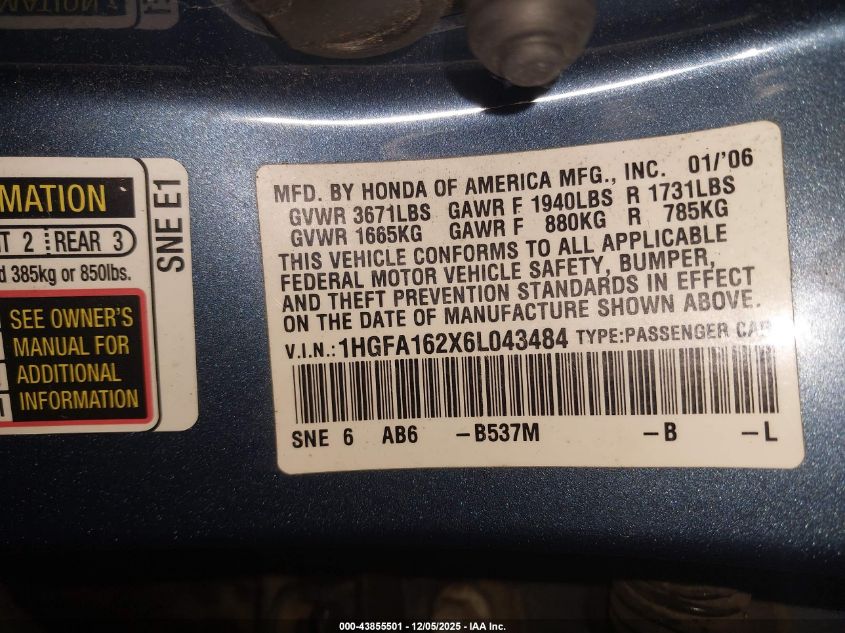 MATION
T 2 REAR 3
d 385kg or 850lbs.
SEE OWNER'S
MANUAL FOR
ADDITIONAL
INFORMATION
SNE E1
MFD. BY HONDA OF AMERICA MFG., INC. 01/'06
GVWR 3671LBS GAWR F 1940LBS R 1731LBS
GVWR 1665KG GAWR F 880KG R 785KG
THIS VEHICLE CONFORMS TO ALL APPLICABLE
FEDERAL MOTOR VEHICLE SAFETY, BUMPER,
AND THEFT PREVENTION STANDARDS IN EFFECT
ON THE DATE OF MANUFACTURE SHOWN ABOVE.
V.I.N.: 1HGFA162X6L043484 TYPE:PASSENGER CAR
SNE 6 AB6 -B537M -B -L
000-43855501 - 12/05/2025 - IAA Inc.